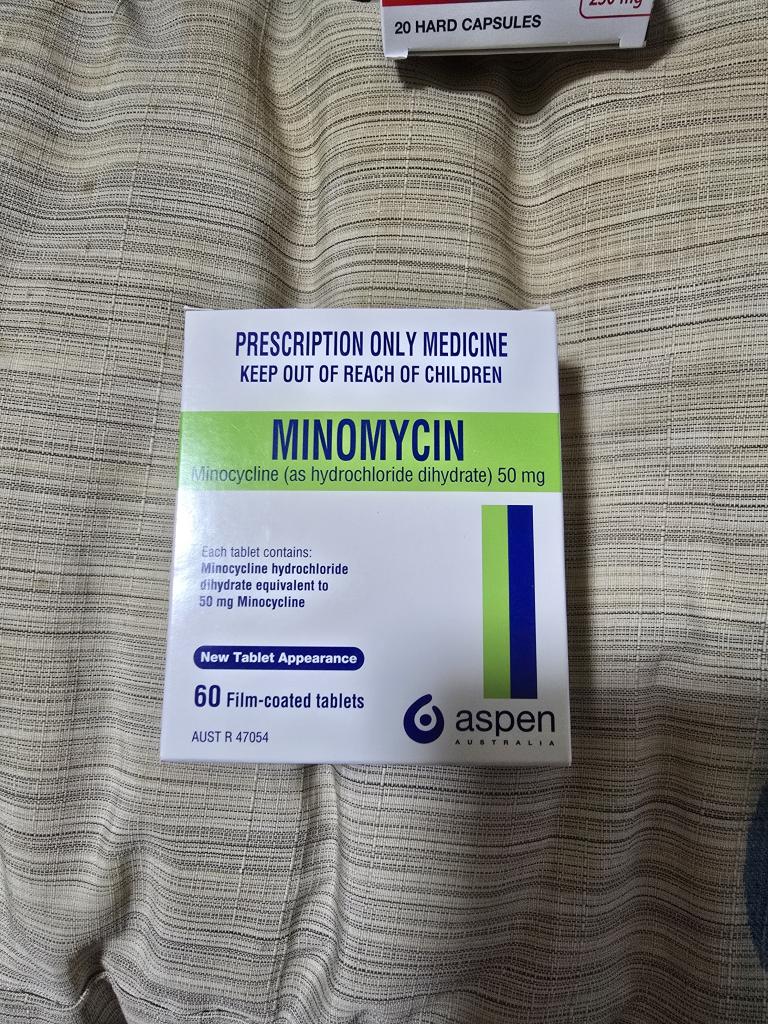 250 mg
20 HARD CAPSULES
PRESCRIPTION ONLY MEDICINE
KEEP OUT OF REACH OF CHILDREN
MINOMYCIN
Minocycline (as hydrochloride dihydrate) 50 mg
Each tablet contains:
Minocycline hydrochloride
dihydrate equivalent to
50 mg Minocycline
New Tablet Appearance
60 Film-coated tablets
AUST R 47054
aspen
AUSTRALIA